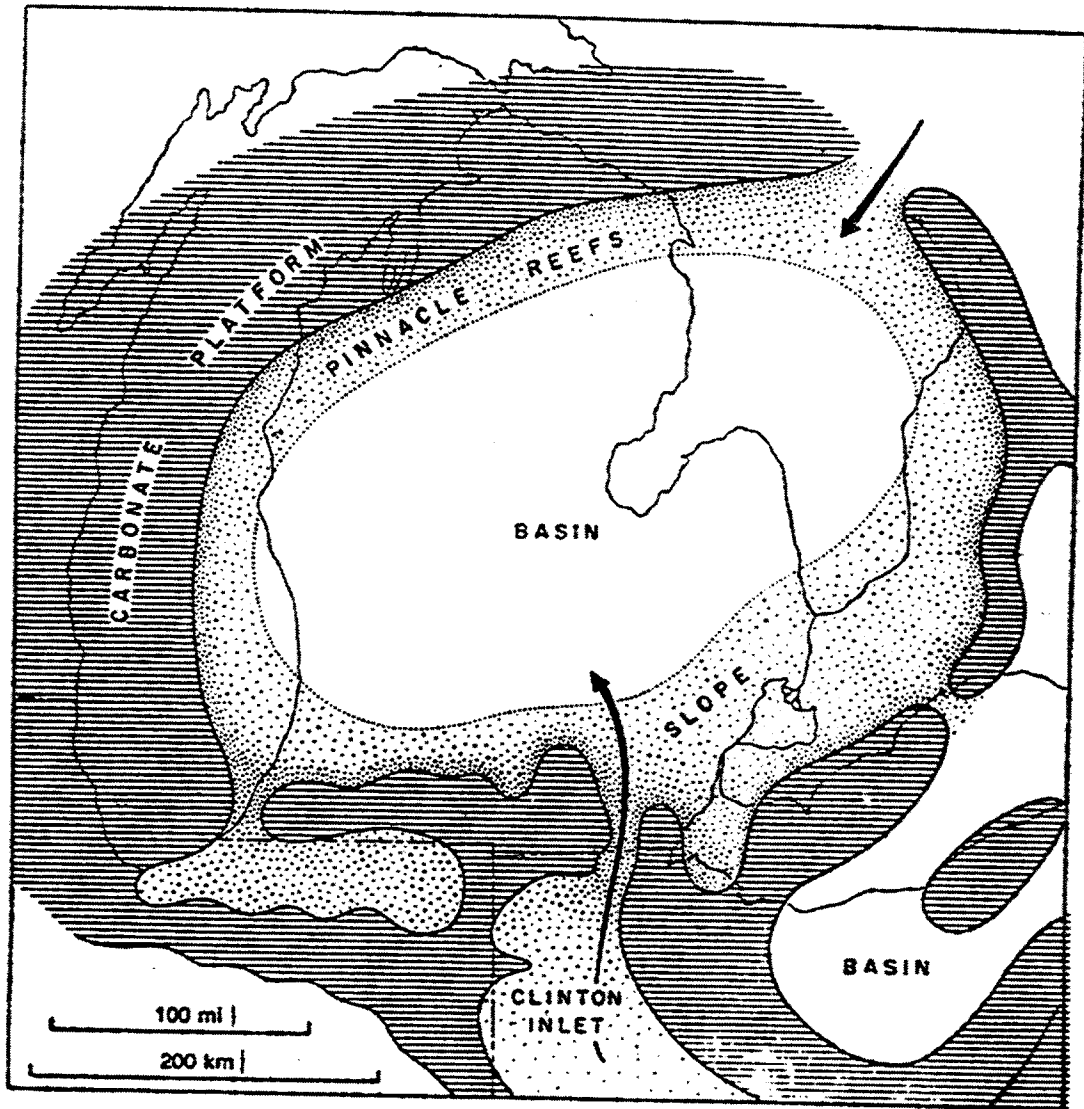 CARBONATE PLATFORM
PINNACLE REEFS
BASIN
SLOPE
BASIN
CLINTON
INLET
100 mi
200 km